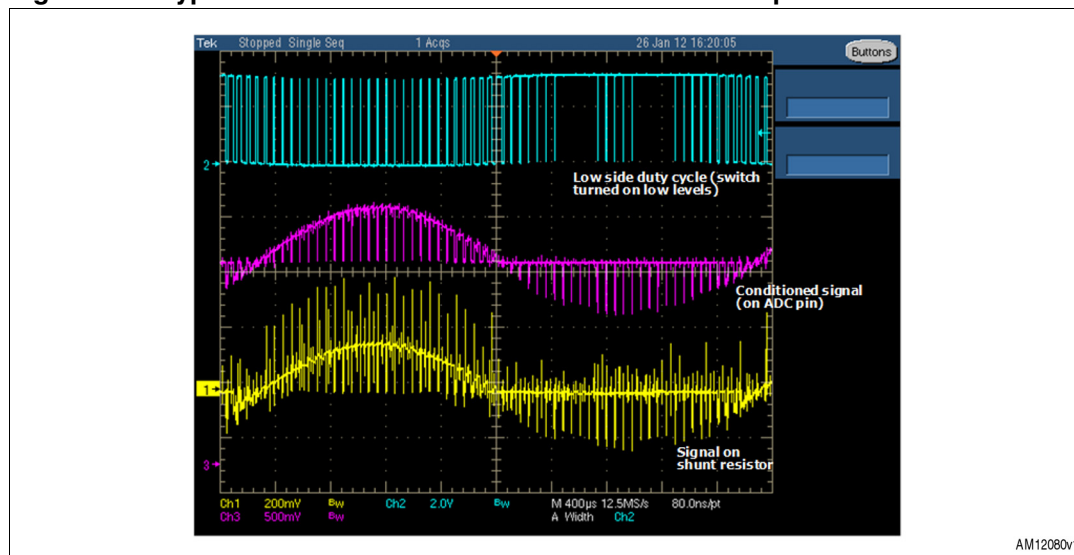 Tek Stopped Single Seq 1 Acqs 26 Jan 12 16:20:05
Buttons
2
Low side duty cycle (switch
turned on low levels)
Conditioned signal
(on ADC pin)
1
Signal on
shunt resistor
3
Ch1 200mV Bw Ch2 2.0V Bw M 400µs 12.5MS/s 80.0ns/pt
Ch3 500mV Bw A Width Ch2